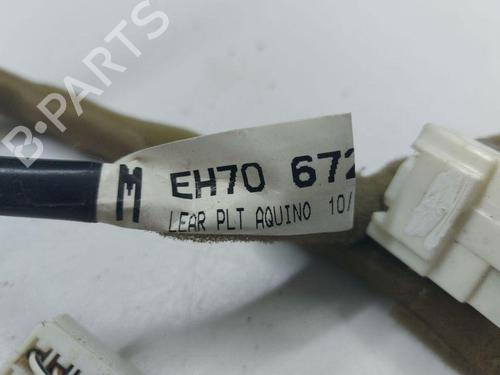 B-PARTS
M EH70 672
LEAR PLT AQUINO 10/